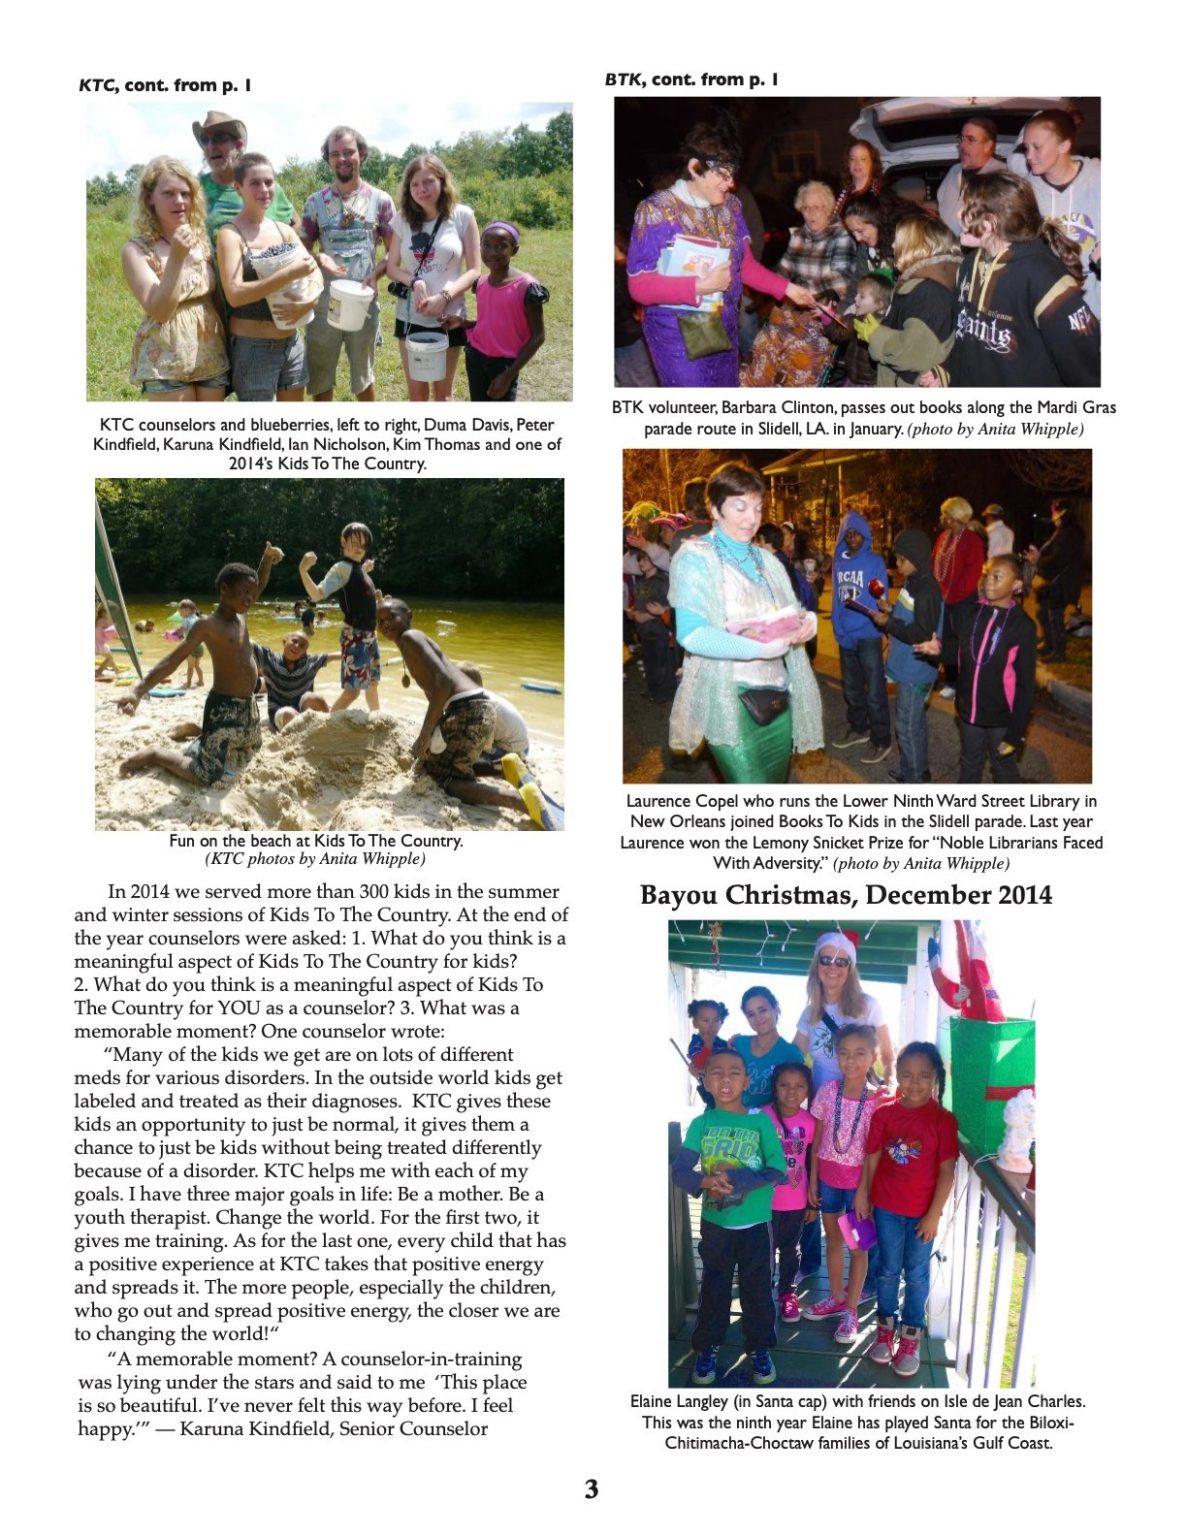 KTC, cont. from p. 1
KTC counselors and blueberries, left to right, Duma Davis, Peter
Kindfield, Karuna Kindfield, Ian Nicholson, Kim Thomas and one of
2014's Kids To The Country.
Fun on the beach at Kids To The Country.
(KTC photos by Anita Whipple)
In 2014 we served more than 300 kids in the summer
and winter sessions of Kids To The Country. At the end of
the year counselors were asked: 1. What do you think is a
meaningful aspect of Kids To The Country for kids?
2. What do you think is a meaningful aspect of Kids To
The Country for YOU as a counselor? 3. What was a
memorable moment? One counselor wrote:
“Many of the kids we get are on lots of different
meds for various disorders. In the outside world kids get
labeled and treated as their diagnoses.  KTC gives these
kids an opportunity to just be normal, it gives them a
chance to just be kids without being treated differently
because of a disorder. KTC helps me with each of my
goals. I have three major goals in life: Be a mother. Be a
youth therapist. Change the world. For the first two, it
gives me training. As for the last one, every child that has
a positive experience at KTC takes that positive energy
and spreads it. The more people, especially the children,
who go out and spread positive energy, the closer we are
to changing the world!“
“A memorable moment? A counselor-in-training
was lying under the stars and said to me  ‘This place
is so beautiful. I’ve never felt this way before. I feel
happy.’” — Karuna Kindfield, Senior Counselor
BTK, cont. from p. 1
Saints
NFL
BTK volunteer, Barbara Clinton, passes out books along the Mardi Gras
parade route in Slidell, LA. in January. (photo by Anita Whipple)
Laurence Copel who runs the Lower Ninth Ward Street Library in
New Orleans joined Books To Kids in the Slidell parade. Last year
Laurence won the Lemony Snicket Prize for “Noble Librarians Faced
With Adversity.” (photo by Anita Whipple)
Bayou Christmas, December 2014
Elaine Langley (in Santa cap) with friends on Isle de Jean Charles.
This was the ninth year Elaine has played Santa for the Biloxi-
Chitimacha-Choctaw families of Louisiana’s Gulf Coast.
3